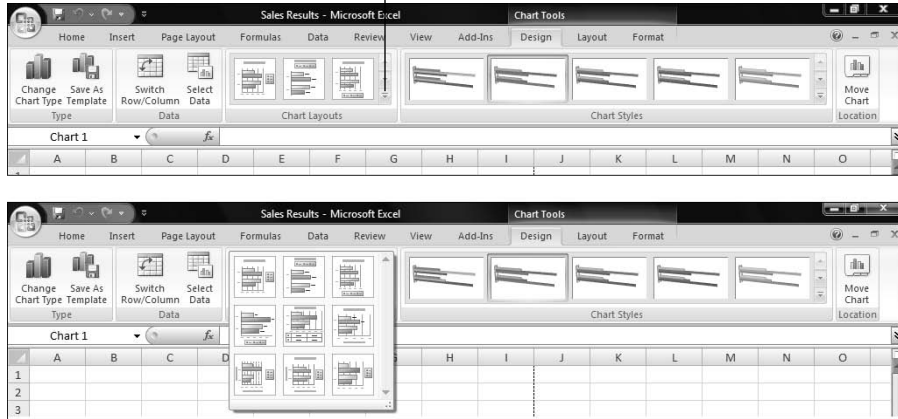 Sales Results - Microsoft Excel Chart Tools
Home Insert Page Layout Formulas Data Review View Add-Ins Design Layout Format
Change Chart Type Save As Template Switch Row/Column Select Data Move Chart
Type Data Chart Layouts Chart Styles Location
Chart 1 fx
A B C D E F G H I J K L M N O
Sales Results - Microsoft Excel Chart Tools
Home Insert Page Layout Formulas Data Review View Add-Ins Design Layout Format
Change Chart Type Save As Template Switch Row/Column Select Data Move Chart
Type Data Chart Styles Location
Chart 1 fx
A B C D H I J K L M N O
1
2
3